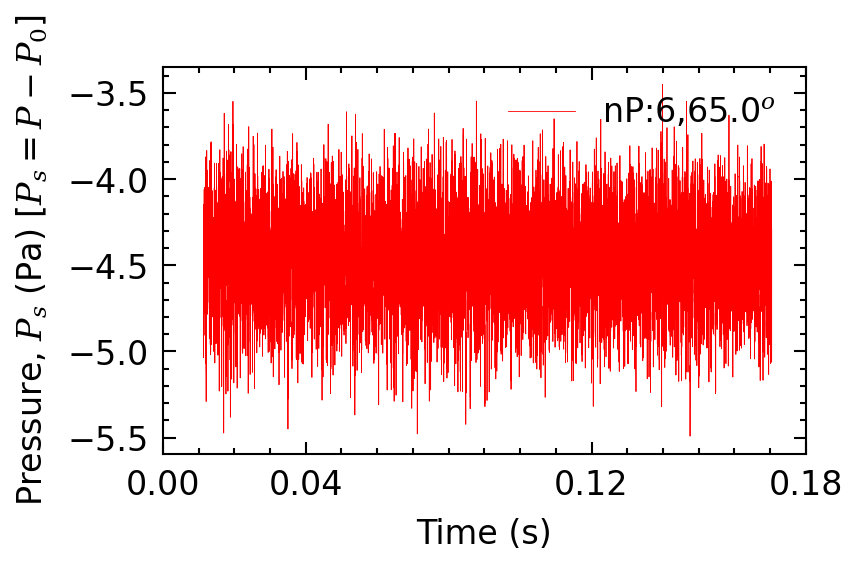 Pressure, Pₛ (Pa) [Pₛ = P − P₀]
−3.5
−4.0
−4.5
−5.0
−5.5
nP:6,65.0ᵒ
0.00 0.04 0.12 0.18
Time (s)